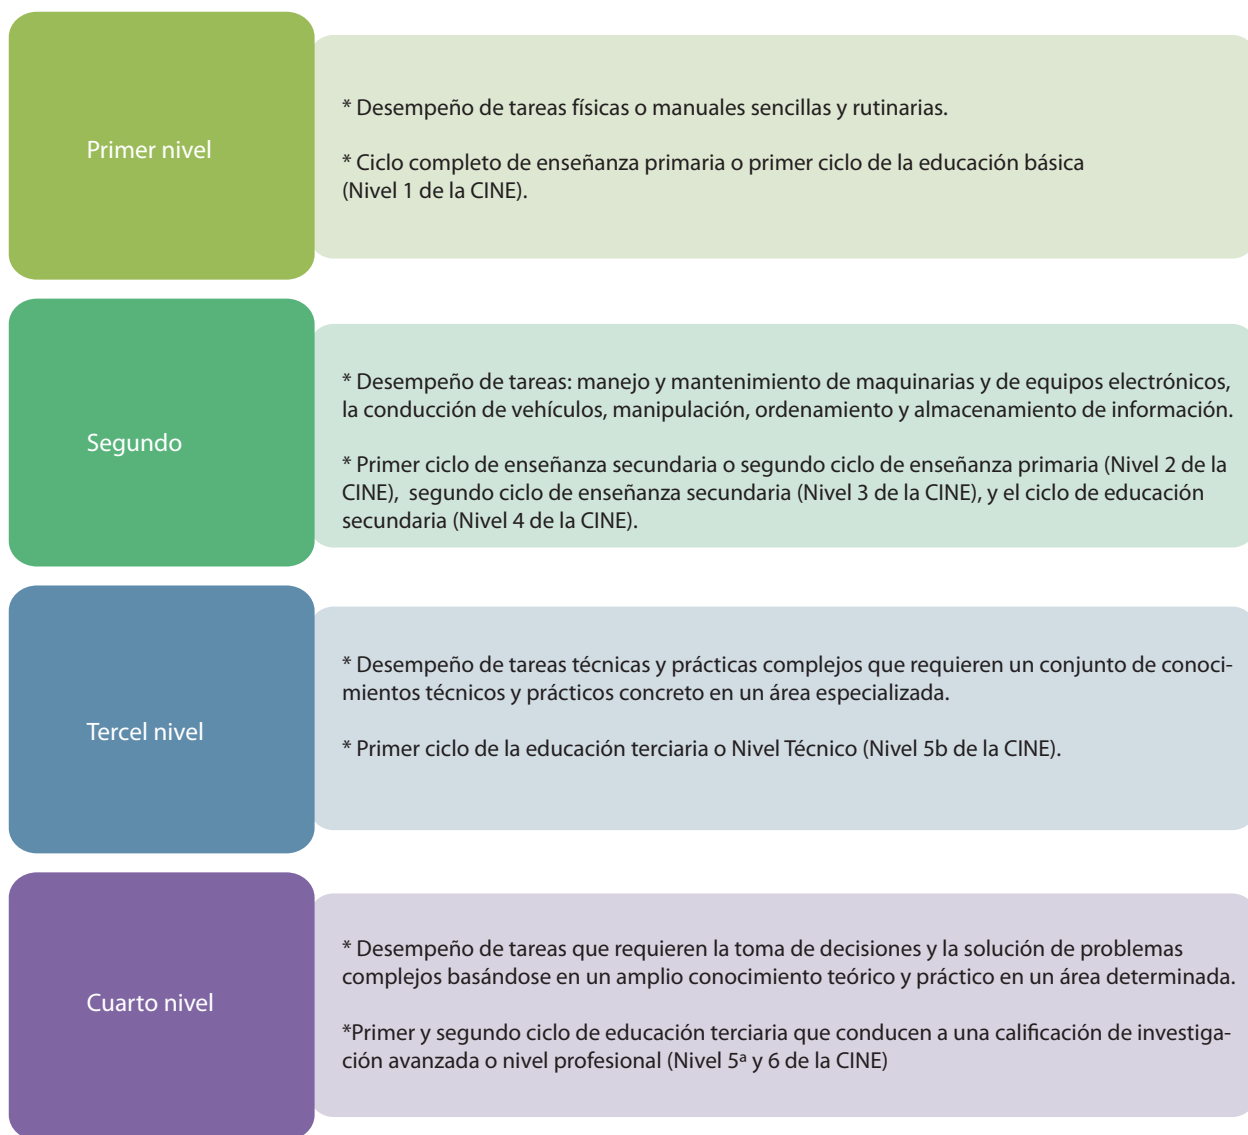 Primer nivel
* Desempeño de tareas físicas o manuales sencillas y rutinarias.
* Ciclo completo de enseñanza primaria o primer ciclo de la educación básica
(Nivel 1 de la CINE).
Segundo
* Desempeño de tareas: manejo y mantenimiento de maquinarias y de equipos electrónicos,
la conducción de vehículos, manipulación, ordenamiento y almacenamiento de información.
* Primer ciclo de enseñanza secundaria o segundo ciclo de enseñanza primaria (Nivel 2 de la
CINE),  segundo ciclo de enseñanza secundaria (Nivel 3 de la CINE), y el ciclo de educación
secundaria (Nivel 4 de la CINE).
Tercel nivel
* Desempeño de tareas técnicas y prácticas complejos que requieren un conjunto de conoci-
mientos técnicos y prácticos concreto en un área especializada.
* Primer ciclo de la educación terciaria o Nivel Técnico (Nivel 5b de la CINE).
Cuarto nivel
* Desempeño de tareas que requieren la toma de decisiones y la solución de problemas
complejos basándose en un amplio conocimiento teórico y práctico en un área determinada.
*Primer y segundo ciclo de educación terciaria que conducen a una calificación de investiga-
ción avanzada o nivel profesional (Nivel 5ª y 6 de la CINE)